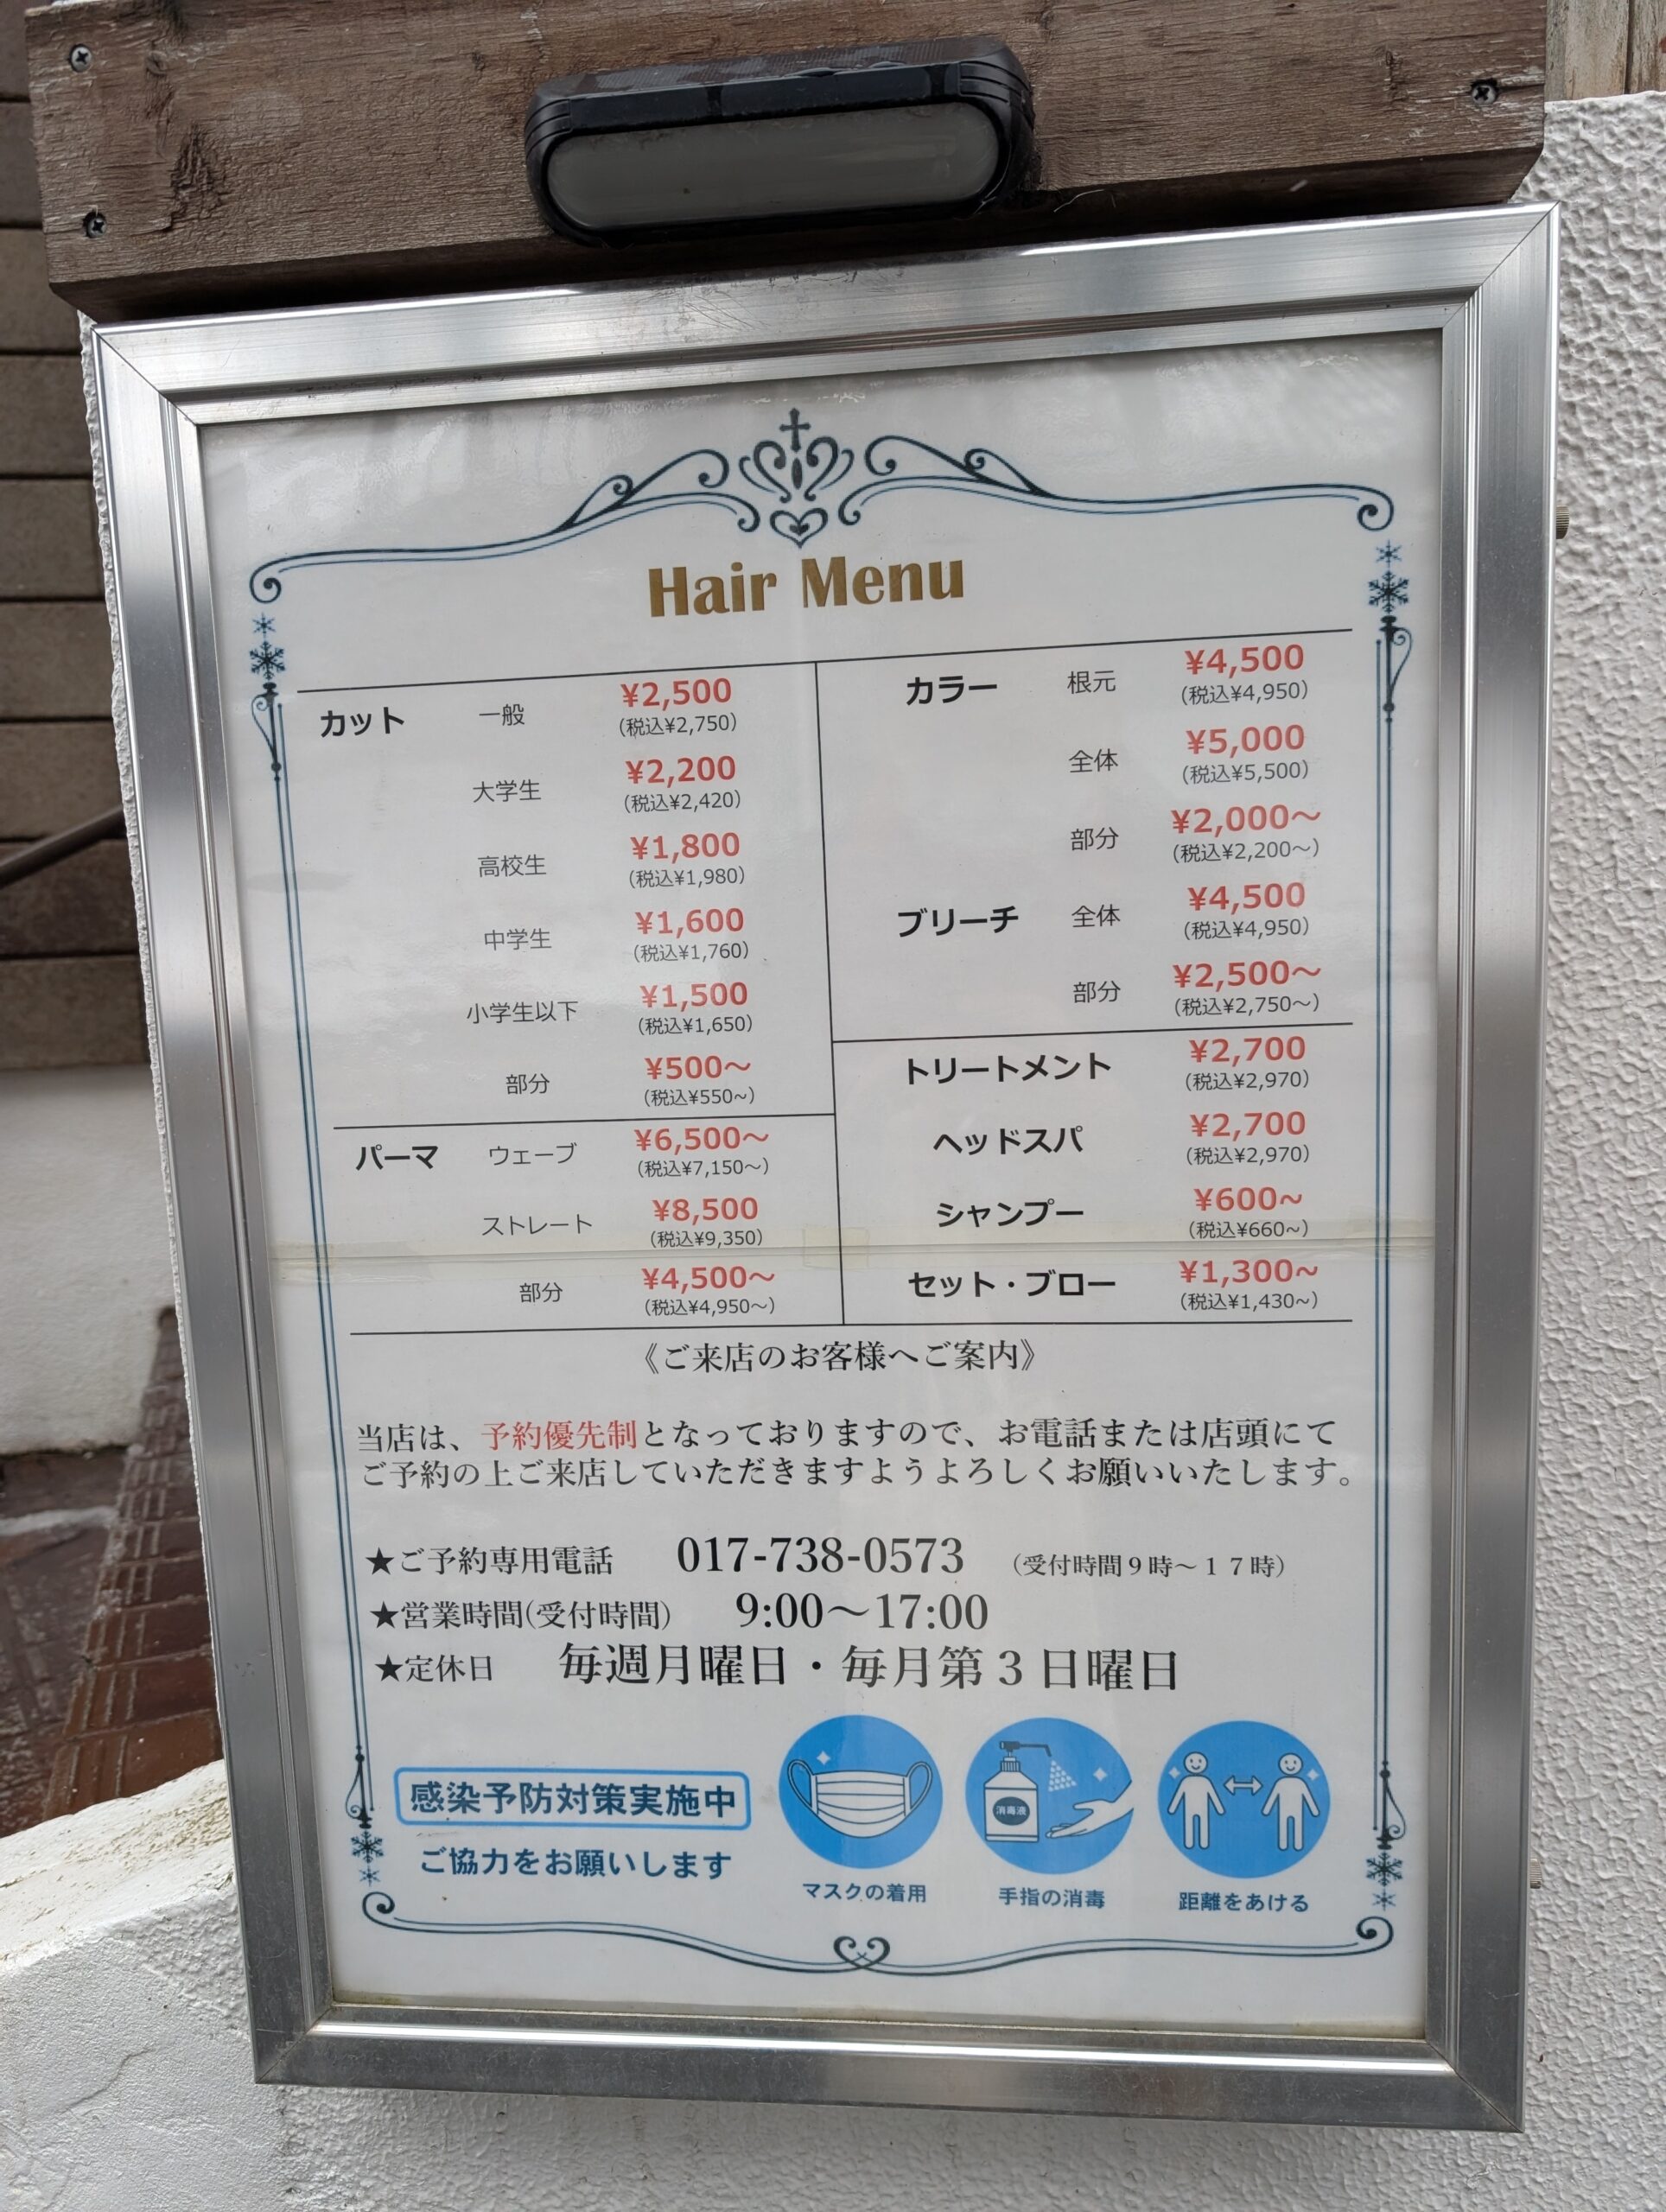 Hair Menu
カット 一般 ¥2,500
(税込¥2,750)
大学生 ¥2,200
(税込¥2,420)
高校生 ¥1,800
(税込¥1,980)
中学生 ¥1,600
(税込¥1,760)
小学生以下 ¥1,500
(税込¥1,650)
部分 ¥500～
(税込¥550~)
パーマ ウェーブ ¥6,500～
(税込¥7,150～)
ストレート ¥8,500
(税込¥9,350)
部分 ¥4,500～
(税込¥4,950～)
カラー 根元 ¥4,500
(税込¥4,950)
全体 ¥5,000
(税込¥5,500)
部分 ¥2,000～
(税込¥2,200～)
ブリーチ 全体 ¥4,500
(税込¥4,950)
部分 ¥2,500～
(税込¥2,750～)
トリートメント ¥2,700
(税込¥2,970)
ヘッドスパ ¥2,700
(税込¥2,970)
シャンプー ¥600~
(税込¥660~)
セット・ブロー ¥1,300~
(税込¥1,430~)
《ご来店のお客様へご案内》
当店は、予約優先制となっておりますので、お電話または店頭にて
ご予約の上ご来店していただきますようよろしくお願いいたします。
★ご予約専用電話 017-738-0573 （受付時間９時～１７時）
★営業時間(受付時間) 9:00～17:00
★定休日 毎週月曜日・毎月第３日曜日
感染予防対策実施中
ご協力をお願いします
マスクの着用
消毒液
手指の消毒
距離をあける